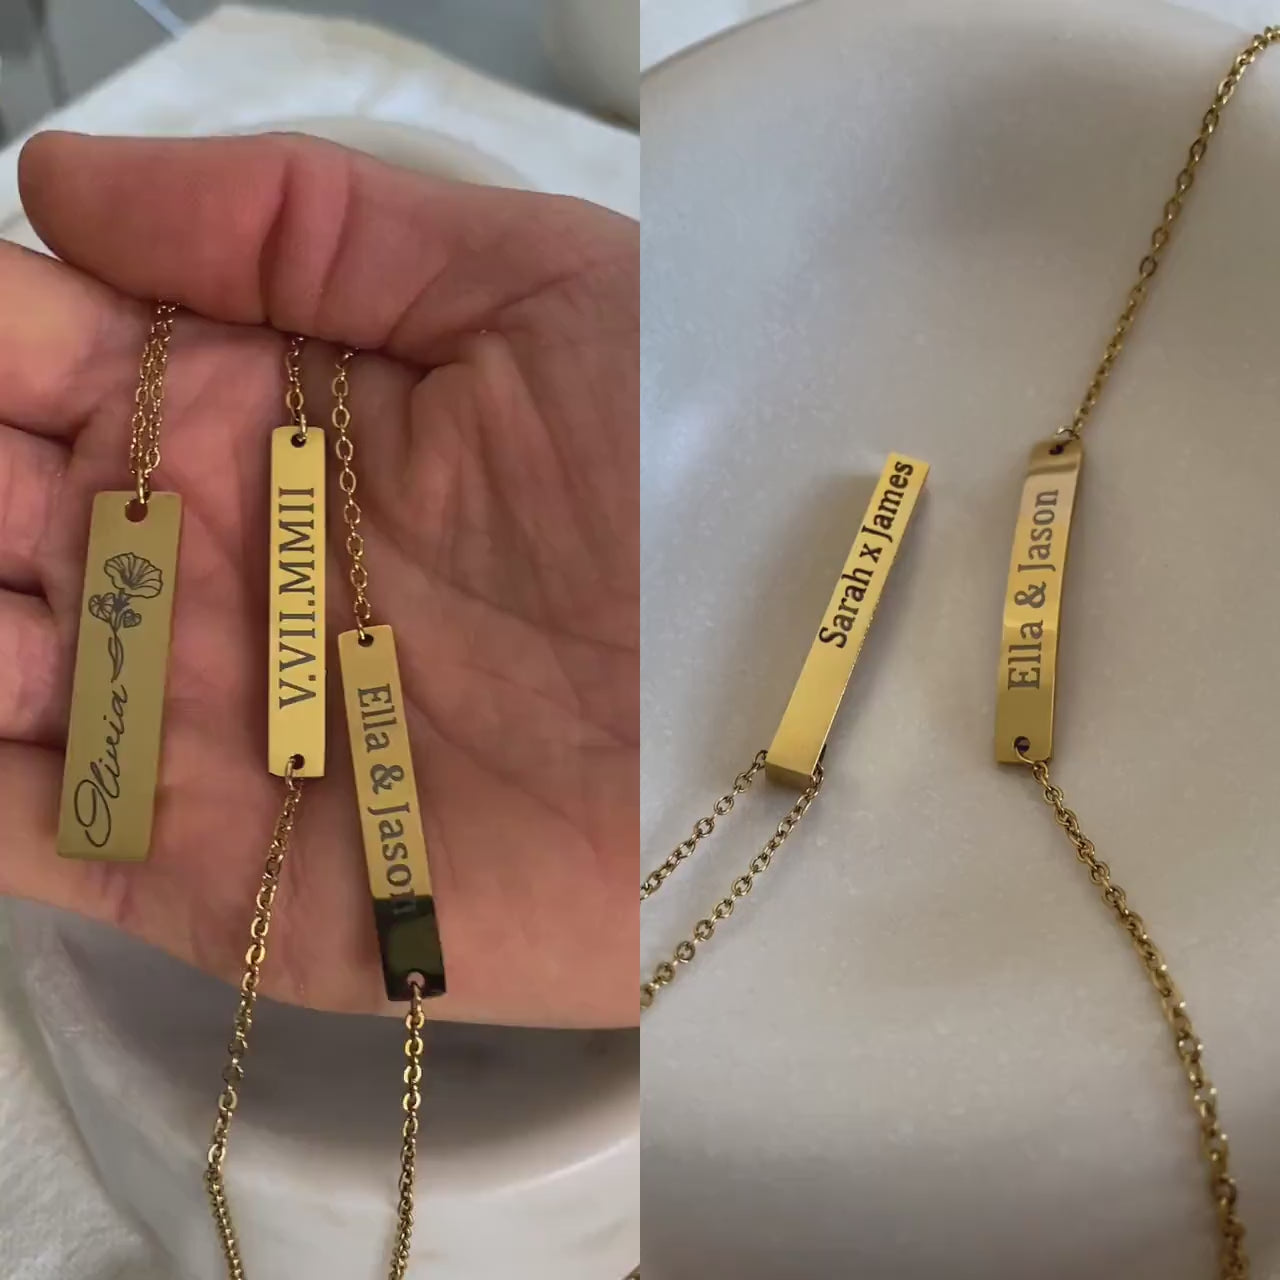 Olivia
V.VII.MMII
Ella & Jason
Sarah x James
Ella & Jason